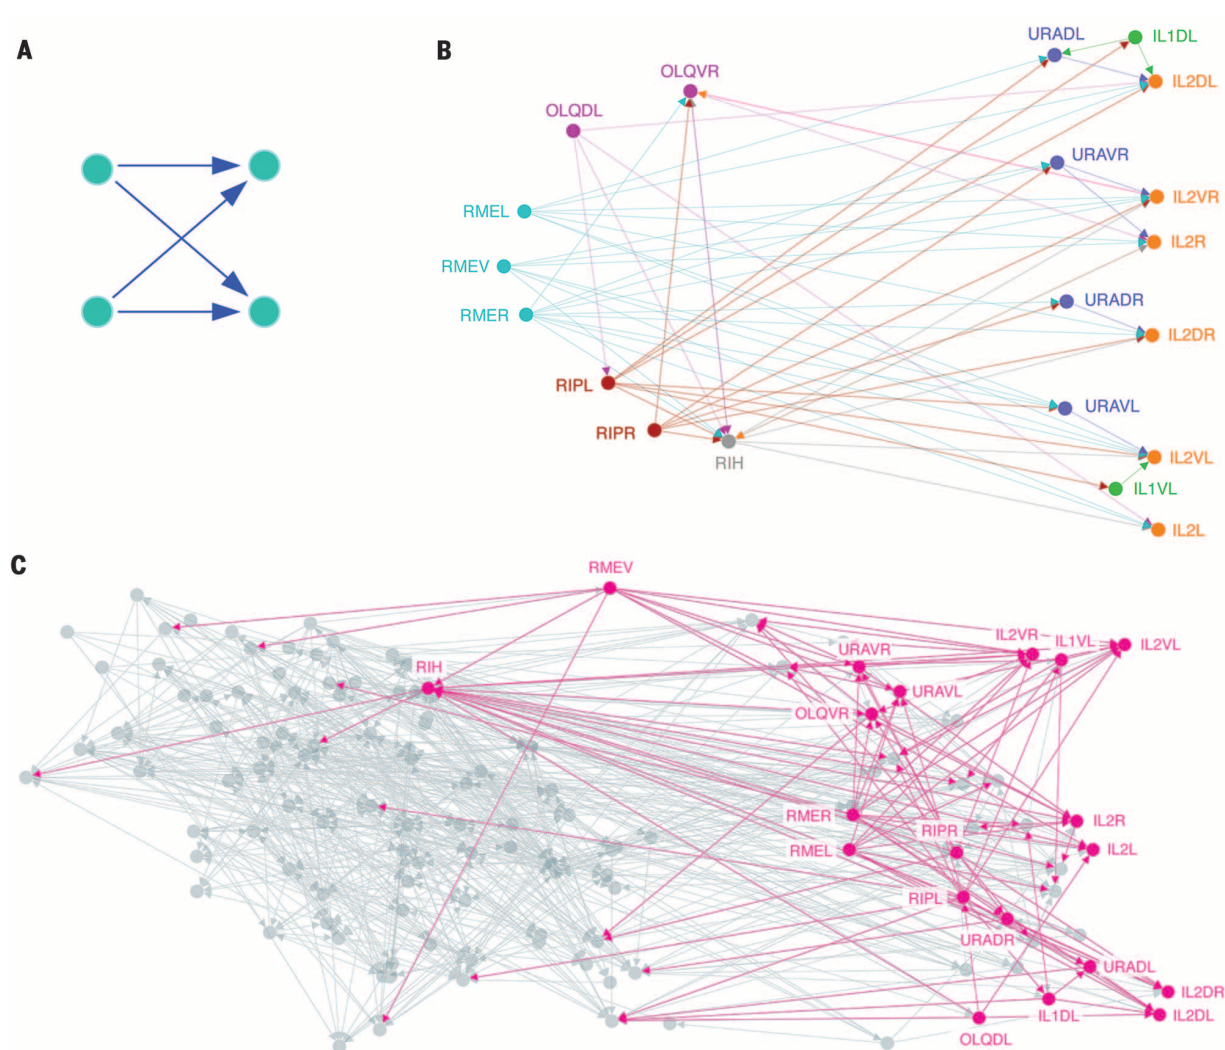 A
B
URADL
IL1DL
OLQVR
IL2DL
OLQDL
URAVR
IL2VR
RMEL
IL2R
RMEV
URADR
RMER
IL2DR
RIPL
URAVL
RIPR
IL2VL
RIH
IL1VL
IL2L
C
RMEV
IL2VR
IL1VL
IL2VL
URAVR
RIH
URAVL
OLQVR
RMER
IL2R
RIPR
RMEL
IL2L
RIPL
URADR
URADL
IL2DR
IL1DL
IL2DL
OLQDL